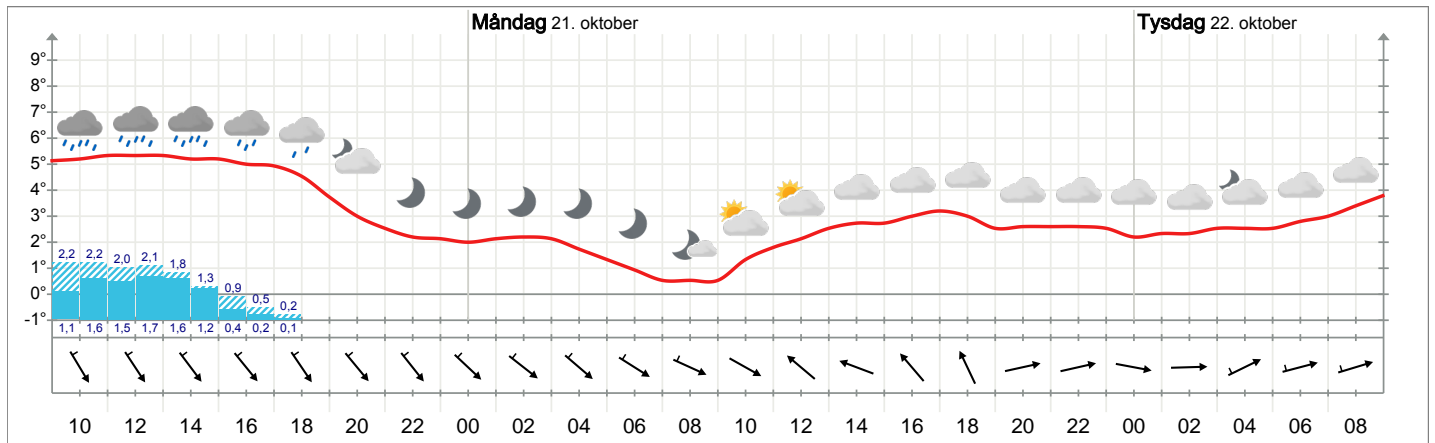 Måndag 21. oktober
Tysdag 22. oktober
9°
8°
7°
6°
5°
4°
3°
2°
1°
0°
-1°
2,2 2,2 2,0 2,1 1,8 1,3 0,9 0,5 0,2
1,1 1,6 1,5 1,7 1,6 1,2 0,4 0,2 0,1
10 12 14 16 18 20 22 00 02 04 06 08 10 12 14 16 18 20 22 00 02 04 06 08